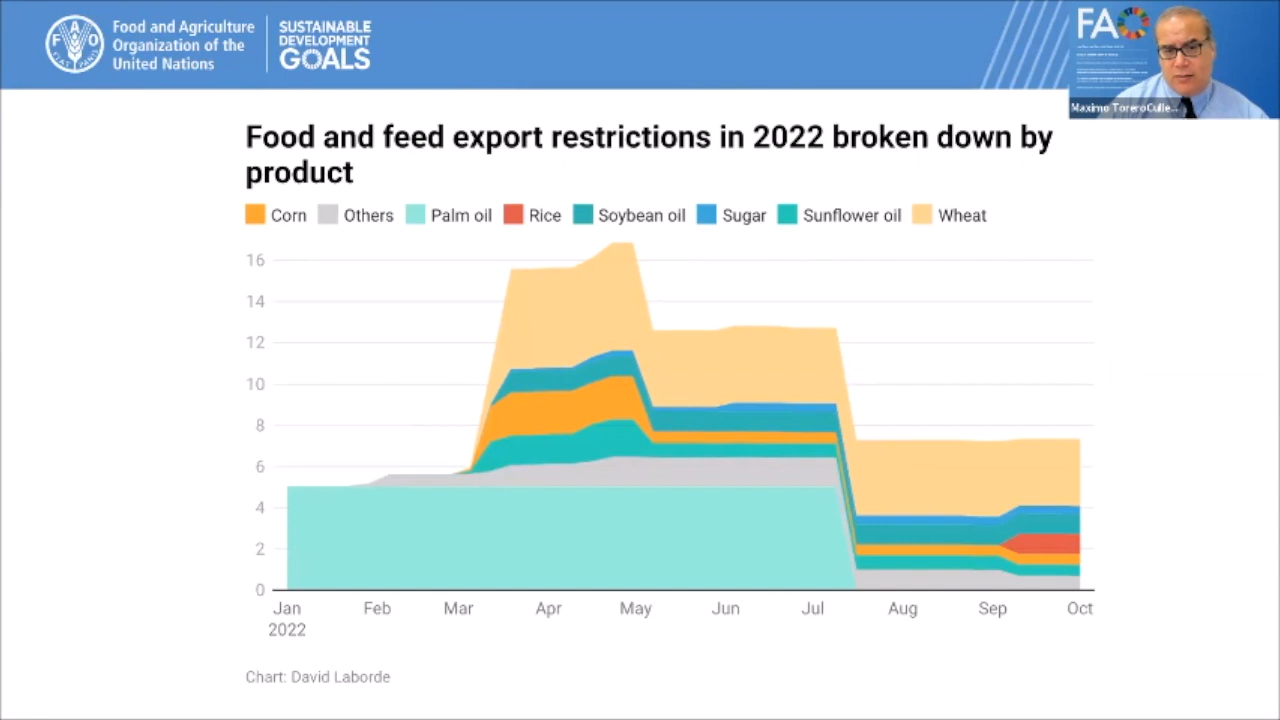 Food and Agriculture
Organization of the
United Nations
SUSTAINABLE
DEVELOPMENT
GOALS
FAO
Maximo ToreroCulle...
Food and feed export restrictions in 2022 broken down by
product
Corn Others Palm oil Rice Soybean oil Sugar Sunflower oil Wheat
16
14
12
10
8
6
4
2
0
Jan Feb Mar Apr May Jun Jul Aug Sep Oct
2022
Chart: David Laborde